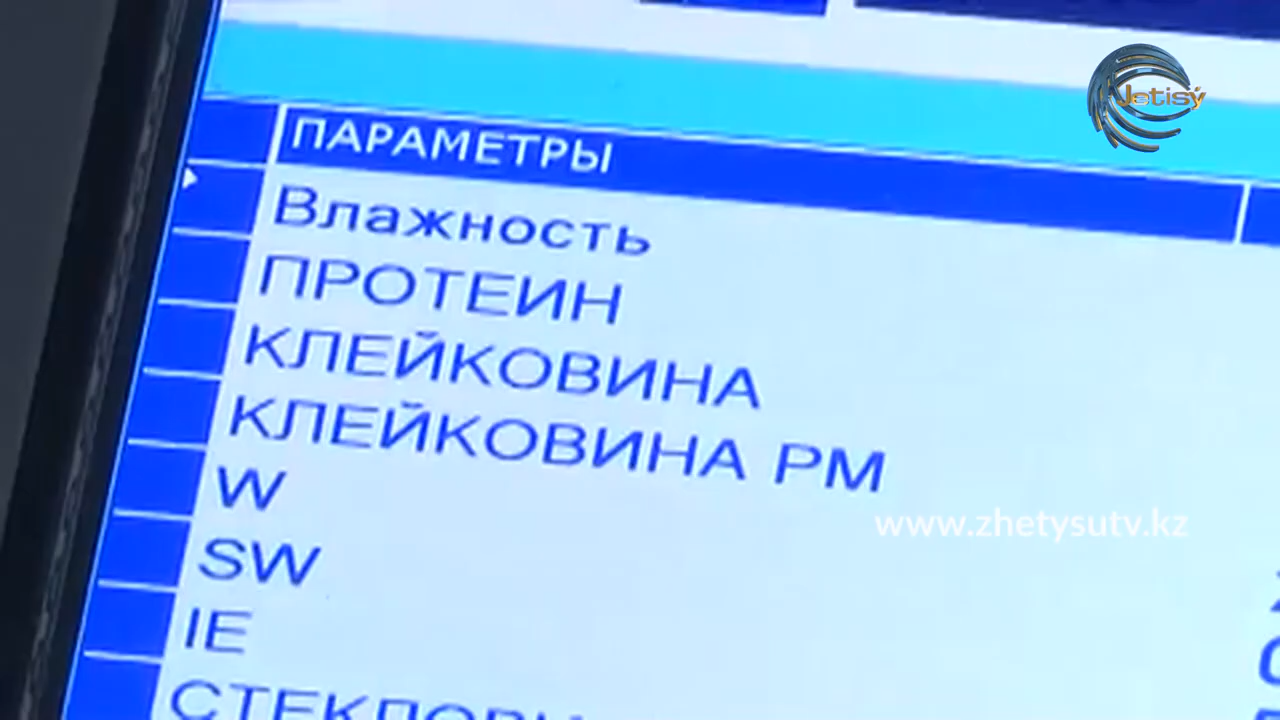 Jetisý
ПАРАМЕТРЫ
Влажность
ПРОТЕИН
КЛЕЙКОВИНА
КЛЕЙКОВИНА РМ
W
www.zhetysutv.kz
SW
IE